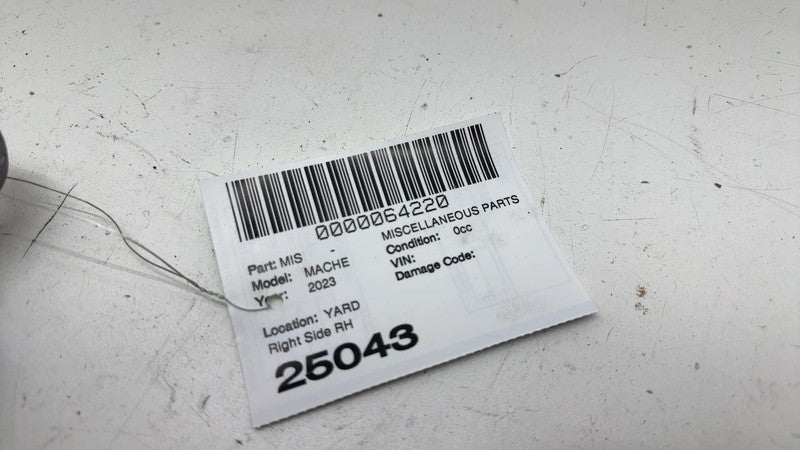 0000064220
Part: MIS - MISCELLANEOUS PARTS
Model: MACHE Condition: 0cc
Year: 2023 VIN:
Damage Code:
Location: YARD
Right Side RH
25043